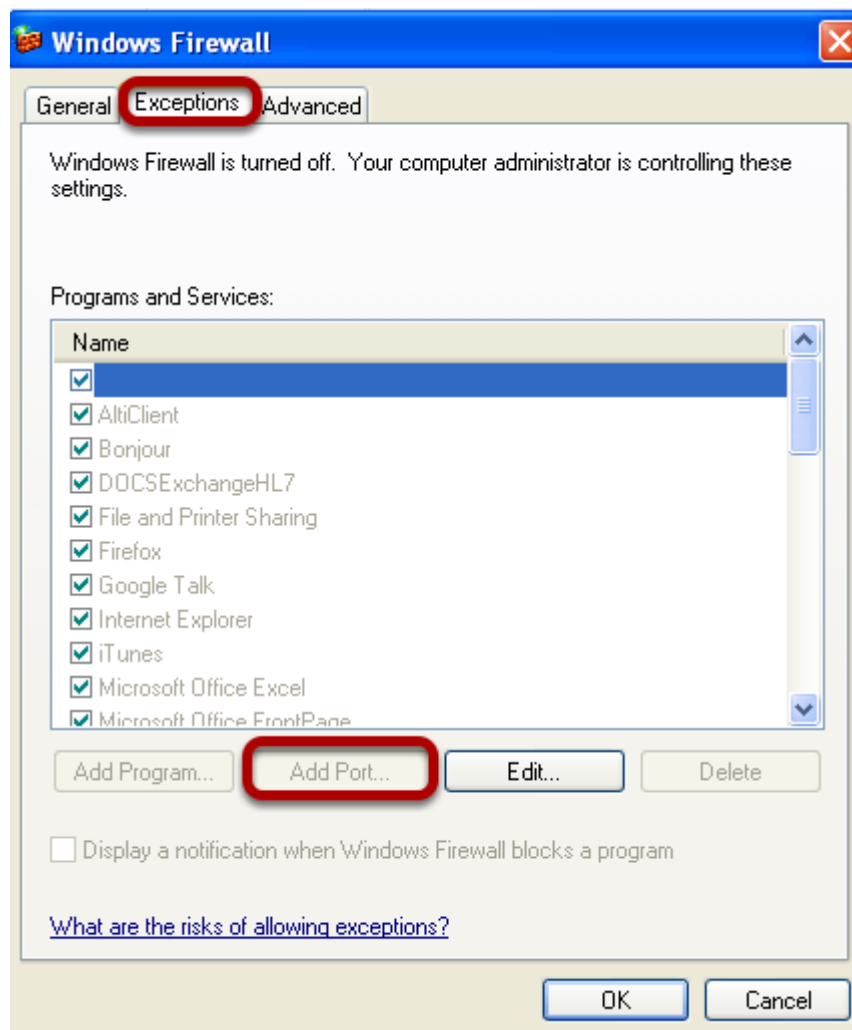 Windows Firewall
General Exceptions Advanced
Windows Firewall is turned off. Your computer administrator is controlling these
settings.
Programs and Services:
Name
AltiClient
Bonjour
DOCSExchangeHL7
File and Printer Sharing
Firefox
Google Talk
Internet Explorer
iTunes
Microsoft Office Excel
Microsoft Office FrontPage
Add Program... Add Port... Edit... Delete
Display a notification when Windows Firewall blocks a program
What are the risks of allowing exceptions?
OK Cancel